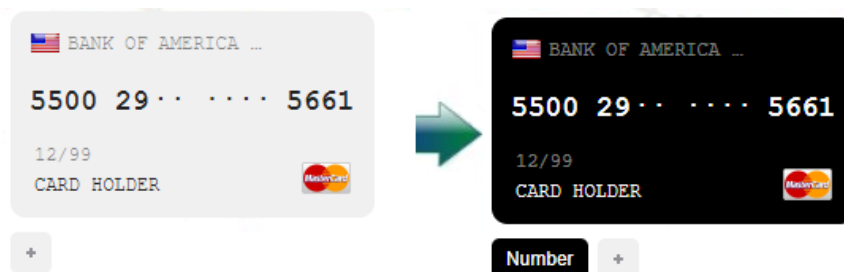 BANK OF AMERICA …
5500 29·· ···· 5661
12/99
CARD HOLDER
MasterCard
+
BANK OF AMERICA …
5500 29·· ···· 5661
12/99
CARD HOLDER
MasterCard
Number
+